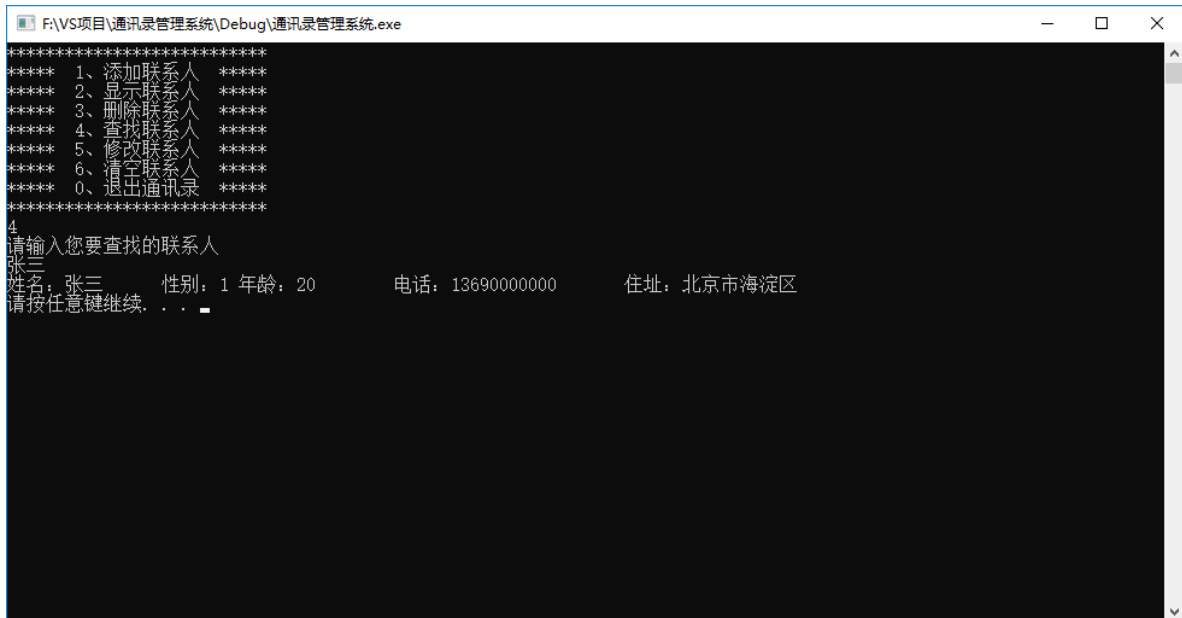 F:\VS项目\通讯录管理系统\Debug\通讯录管理系统.exe
***************************
*****  1、添加联系人  *****
*****  2、显示联系人  *****
*****  3、删除联系人  *****
*****  4、查找联系人  *****
*****  5、修改联系人  *****
*****  6、清空联系人  *****
*****  0、退出通讯录  *****
***************************
4
请输入您要查找的联系人
张三
姓名：张三      性别：1 年龄：20        电话：13690000000       住址：北京市海淀区
请按任意键继续. . .